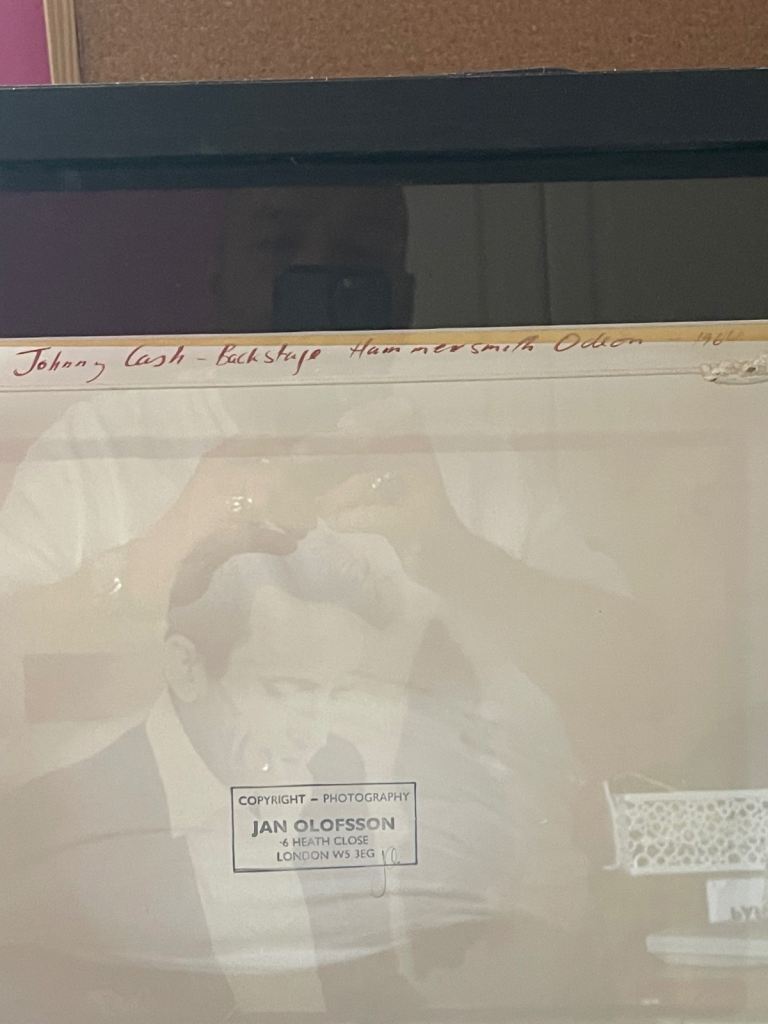 Johnny Cash - Backstage Hammersmith Odeon
COPYRIGHT – PHOTOGRAPHY
JAN OLOFSSON
6 HEATH CLOSE
LONDON W5 3EG